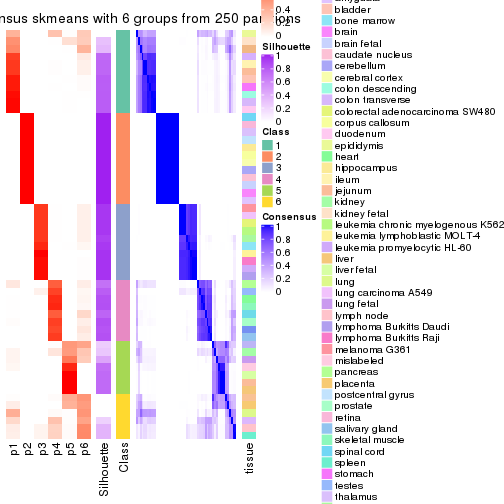 nsus skmeans with 6 groups from 250 par ons
0.4
0.2
0
Silhouette
1
0.8
0.6
0.4
0.2
0
Class
1
2
3
4
5
6
Consensus
1
0.8
0.6
0.4
0.2
0
bladder
bone marrow
brain
brain fetal
caudate nucleus
cerebellum
cerebral cortex
colon descending
colon transverse
colorectal adenocarcinoma SW480
corpus callosum
duodenum
epididymis
heart
hippocampus
ileum
jejunum
kidney
kidney fetal
leukemia chronic myelogenous K562
leukemia lymphoblastic MOLT-4
leukemia promyelocytic HL-60
liver
liver fetal
lung
lung carcinoma A549
lung fetal
lymph node
lymphoma Burkitts Daudi
lymphoma Burkitts Raji
melanoma G361
mislabeled
pancreas
placenta
postcentral gyrus
prostate
retina
salivary gland
skeletal muscle
spinal cord
spleen
stomach
testes
thalamus
p1
p2
p3
p4
p5
p6
Silhouette
Class
tissue